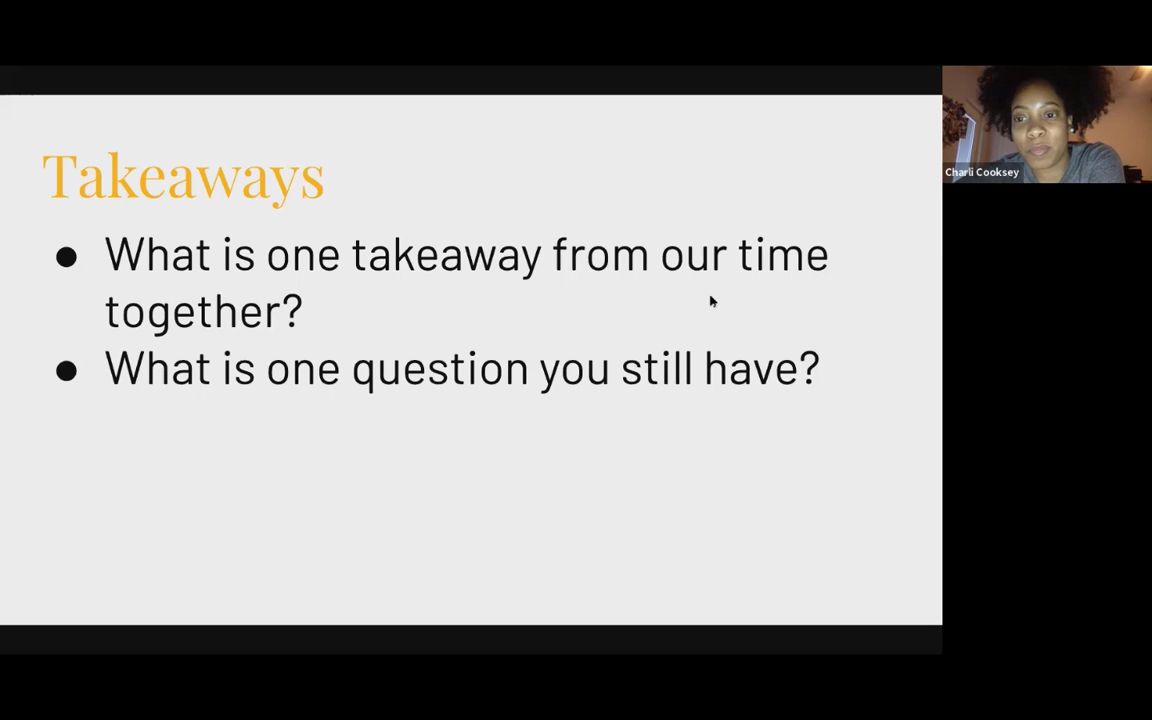 Takeaways
● What is one takeaway from our time
together?
● What is one question you still have?
Charli Cooksey